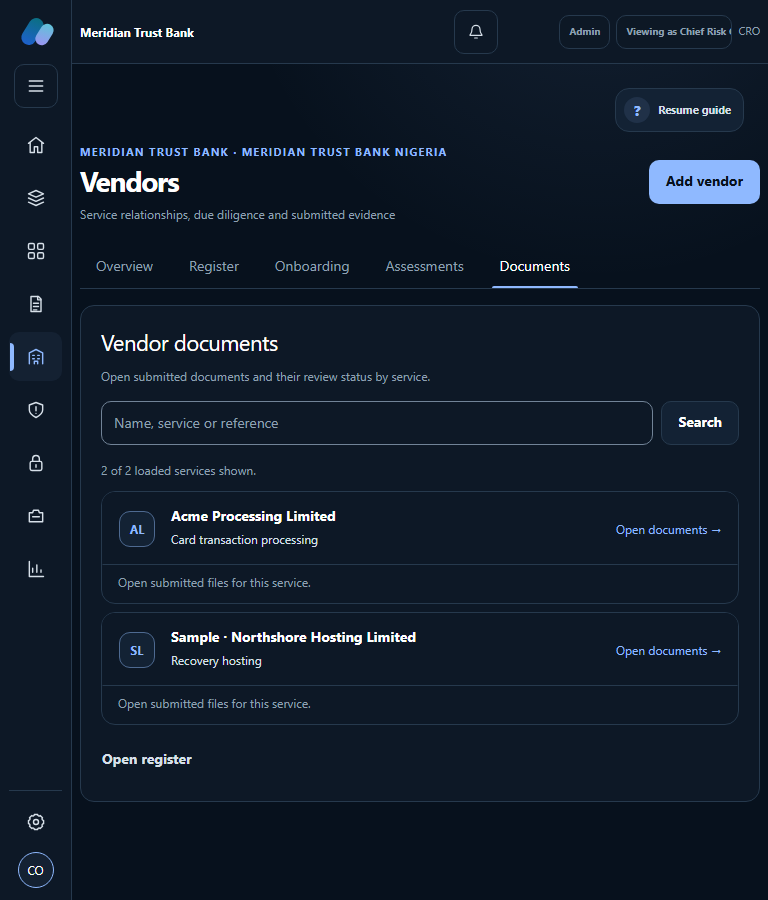 Meridian Trust Bank
Admin
Viewing as Chief Risk
CRO
? Resume guide
MERIDIAN TRUST BANK · MERIDIAN TRUST BANK NIGERIA
Vendors
Add vendor
Service relationships, due diligence and submitted evidence
Overview Register Onboarding Assessments Documents
Vendor documents
Open submitted documents and their review status by service.
Name, service or reference
Search
2 of 2 loaded services shown.
AL
Acme Processing Limited
Card transaction processing
Open documents →
Open submitted files for this service.
SL
Sample · Northshore Hosting Limited
Recovery hosting
Open documents →
Open submitted files for this service.
Open register
CO